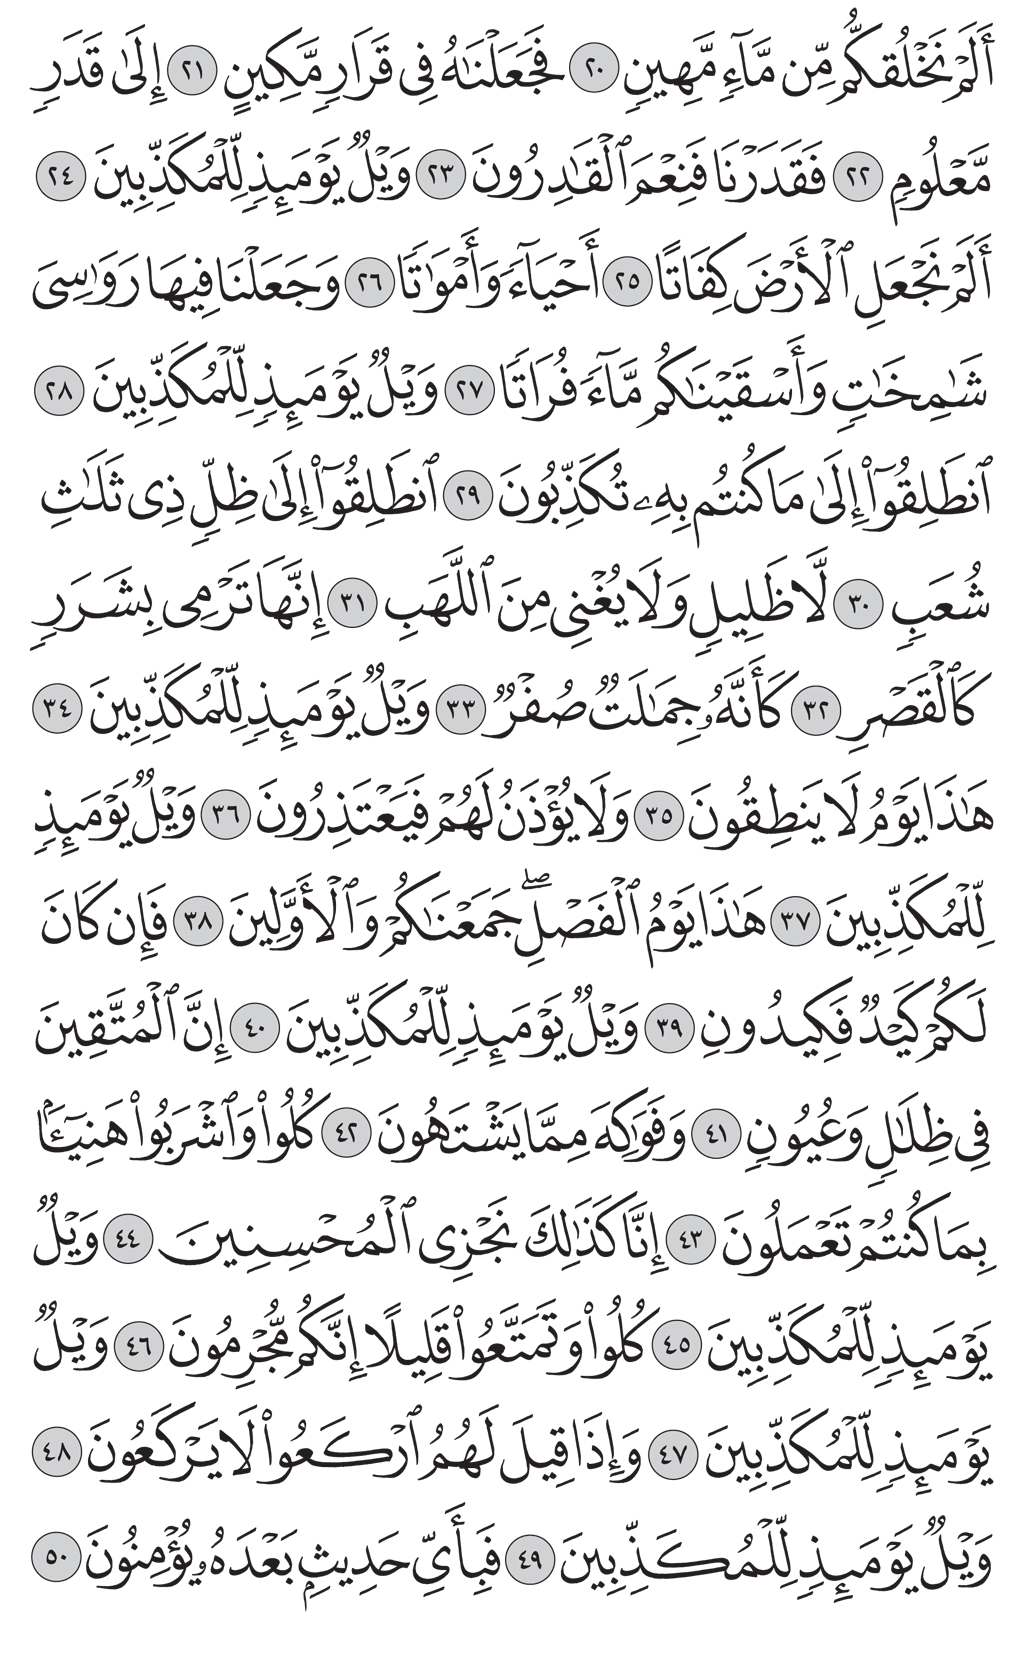 أَلَمْ نَخْلُقكُّم مِّن مَّآءٍ مَّهِينٍ ٢٠ فَجَعَلْنَٰهُ فِى قَرَارٍ مَّكِينٍ ٢١ إِلَىٰ قَدَرٍ
مَّعْلُومٍ ٢٢ فَقَدَرْنَا فَنِعْمَ ٱلْقَٰدِرُونَ ٢٣ وَيْلٌ يَوْمَئِذٍ لِّلْمُكَذِّبِينَ ٢٤
أَلَمْ نَجْعَلِ ٱلْأَرْضَ كِفَاتًا ٢٥ أَحْيَآءً وَأَمْوَٰتًا ٢٦ وَجَعَلْنَا فِيهَا رَوَٰسِىَ
شَٰمِخَٰتٍ وَأَسْقَيْنَٰكُم مَّآءً فُرَاتًا ٢٧ وَيْلٌ يَوْمَئِذٍ لِّلْمُكَذِّبِينَ ٢٨
ٱنطَلِقُوٓا۟ إِلَىٰ مَا كُنتُم بِهِۦ تُكَذِّبُونَ ٢٩ ٱنطَلِقُوٓا۟ إِلَىٰ ظِلٍّ ذِى ثَلَٰثِ
شُعَبٍ ٣٠ لَّا ظَلِيلٍ وَلَا يُغْنِى مِنَ ٱللَّهَبِ ٣١ إِنَّهَا تَرْمِى بِشَرَرٍ
كَٱلْقَصْرِ ٣٢ كَأَنَّهُۥ جِمَٰلَتٌ صُفْرٌ ٣٣ وَيْلٌ يَوْمَئِذٍ لِّلْمُكَذِّبِينَ ٣٤
هَٰذَا يَوْمُ لَا يَنطِقُونَ ٣٥ وَلَا يُؤْذَنُ لَهُمْ فَيَعْتَذِرُونَ ٣٦ وَيْلٌ يَوْمَئِذٍ
لِّلْمُكَذِّبِينَ ٣٧ هَٰذَا يَوْمُ ٱلْفَصْلِ ۖ جَمَعْنَٰكُمْ وَٱلْأَوَّلِينَ ٣٨ فَإِن كَانَ
لَكُمْ كَيْدٌ فَكِيدُونِ ٣٩ وَيْلٌ يَوْمَئِذٍ لِّلْمُكَذِّبِينَ ٤٠ إِنَّ ٱلْمُتَّقِينَ
فِى ظِلَٰلٍ وَعُيُونٍ ٤١ وَفَوَٰكِهَ مِمَّا يَشْتَهُونَ ٤٢ كُلُوا۟ وَٱشْرَبُوا۟ هَنِيٓـًٔۢا
بِمَا كُنتُمْ تَعْمَلُونَ ٤٣ إِنَّا كَذَٰلِكَ نَجْزِى ٱلْمُحْسِنِينَ ٤٤ وَيْلٌ
يَوْمَئِذٍ لِّلْمُكَذِّبِينَ ٤٥ كُلُوا۟ وَتَمَتَّعُوا۟ قَلِيلًا إِنَّكُم مُّجْرِمُونَ ٤٦ وَيْلٌ
يَوْمَئِذٍ لِّلْمُكَذِّبِينَ ٤٧ وَإِذَا قِيلَ لَهُمُ ٱرْكَعُوا۟ لَا يَرْكَعُونَ ٤٨
وَيْلٌ يَوْمَئِذٍ لِّلْمُكَذِّبِينَ ٤٩ فَبِأَىِّ حَدِيثٍۭ بَعْدَهُۥ يُؤْمِنُونَ ٥٠